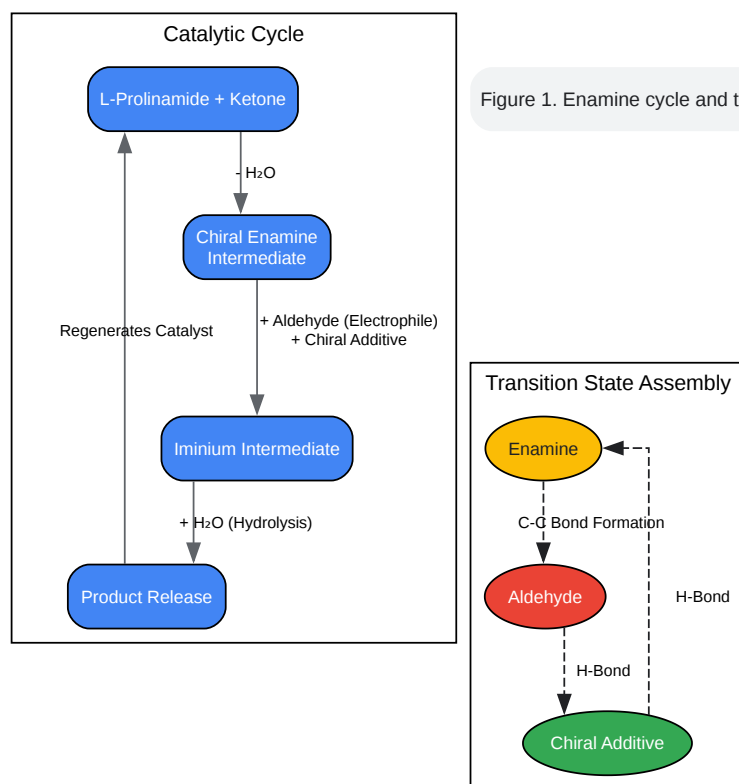 Catalytic Cycle
L-Prolinamide + Ketone
- H₂O
Chiral Enamine
Intermediate
+ Aldehyde (Electrophile)
+ Chiral Additive
Regenerates Catalyst
Iminium Intermediate
+ H₂O (Hydrolysis)
Product Release
Figure 1. Enamine cycle and t
Transition State Assembly
Enamine
C-C Bond Formation
Aldehyde
H-Bond
H-Bond
Chiral Additive